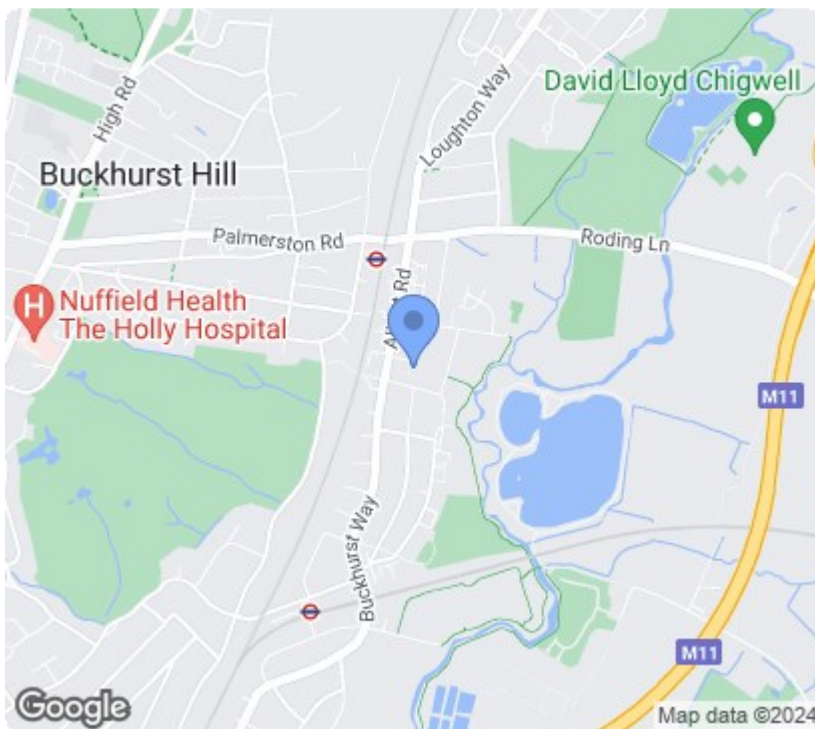 High Rd
Loughton Way
David Lloyd Chigwell
Buckhurst Hill
Palmerston Rd
Roding Ln
H
Nuffield Health
The Holly Hospital
Rd
M11
Buckhurst Way
M11
Google
Map data ©2024